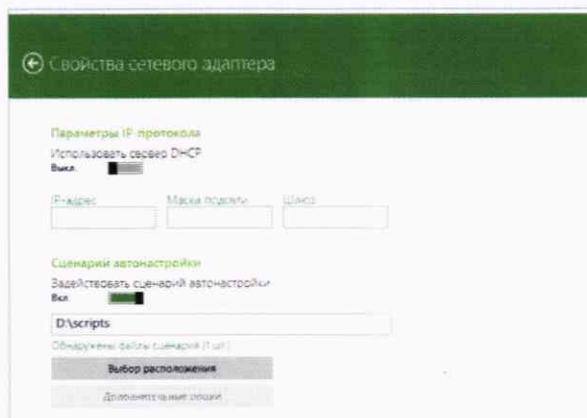 Свойства сетевого адаптера
Параметры IP-протокола
Использовать сервер DHCP
Выкл.
IP-адрес Маска подсети Шлюз
Сценарий автонастройки
Задействовать сценарий автонастройки
Вкл.
D:\scripts
Обнаружены файлы сценария (1 шт.)
Выбор расположения
Дополнительные опции